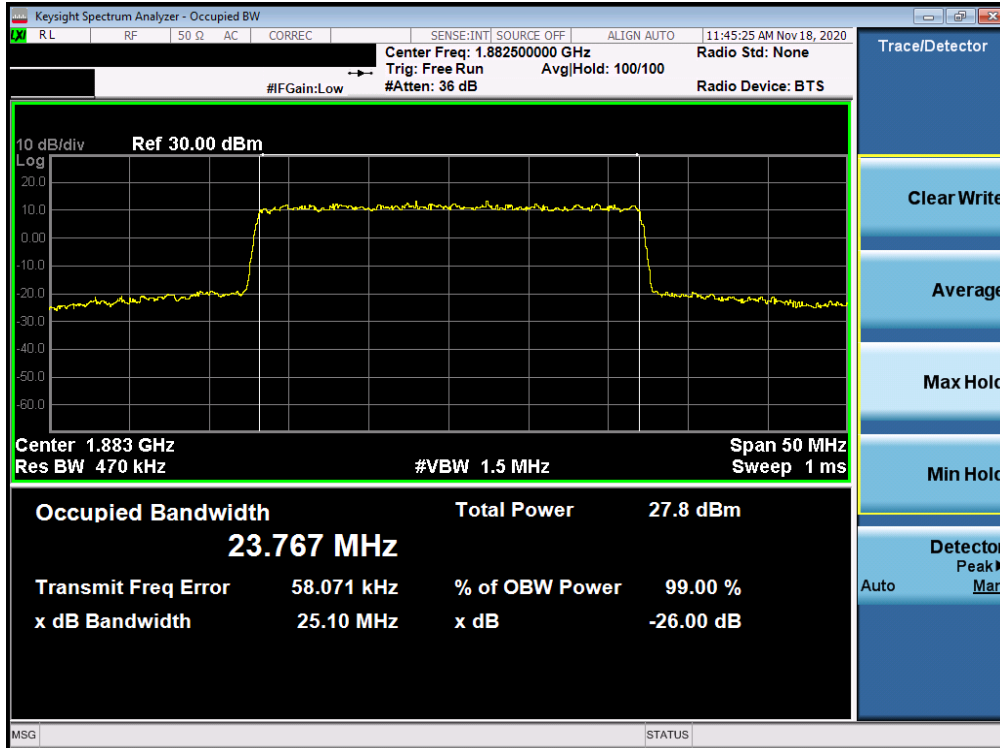 Keysight Spectrum Analyzer - Occupied BW
LXI RL RF 50 Ω AC CORREC SENSE:INT SOURCE OFF ALIGN AUTO 11:45:25 AM Nov 18, 2020
Center Freq: 1.882500000 GHz Radio Std: None
Trig: Free Run Avg|Hold: 100/100
#IFGain:Low #Atten: 36 dB Radio Device: BTS
10 dB/div Ref 30.00 dBm
Log
20.0
10.0
0.00
-10.0
-20.0
-30.0
-40.0
-50.0
-60.0
Center 1.883 GHz Span 50 MHz
Res BW 470 kHz #VBW 1.5 MHz Sweep 1 ms
Occupied Bandwidth Total Power 27.8 dBm
23.767 MHz
Transmit Freq Error 58.071 kHz % of OBW Power 99.00 %
x dB Bandwidth 25.10 MHz x dB -26.00 dB
MSG STATUS
Trace/Detector
Clear Write
Average
Max Hold
Min Hold
Detector
Peak
Auto Man